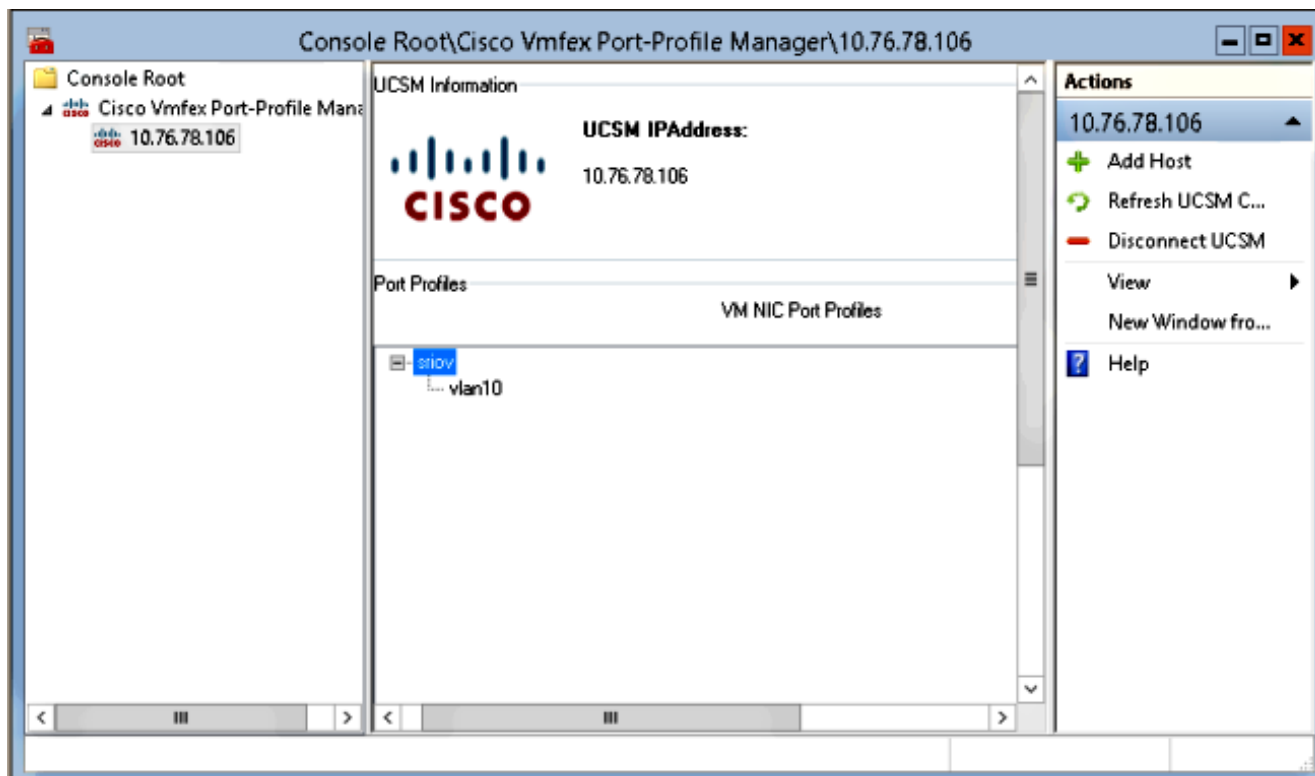 Console Root\Cisco Vmfex Port-Profile Manager\10.76.78.106
Console Root
Cisco Vmfex Port-Profile Mana
10.76.78.106
UCSM Information
CISCO
UCSM IPAddress:
10.76.78.106
Port Profiles
VM NIC Port Profiles
sriov
vlan10
Actions
10.76.78.106
Add Host
Refresh UCSM C...
Disconnect UCSM
View
New Window fro...
Help